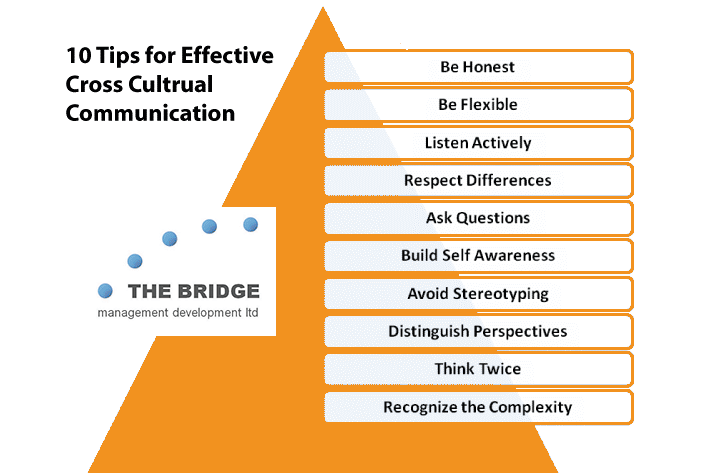 10 Tips for Effective
Cross Cultrual
Communication
Be Honest
Be Flexible
Listen Actively
Respect Differences
Ask Questions
Build Self Awareness
Avoid Stereotyping
Distinguish Perspectives
Think Twice
Recognize the Complexity
THE BRIDGE
management development ltd